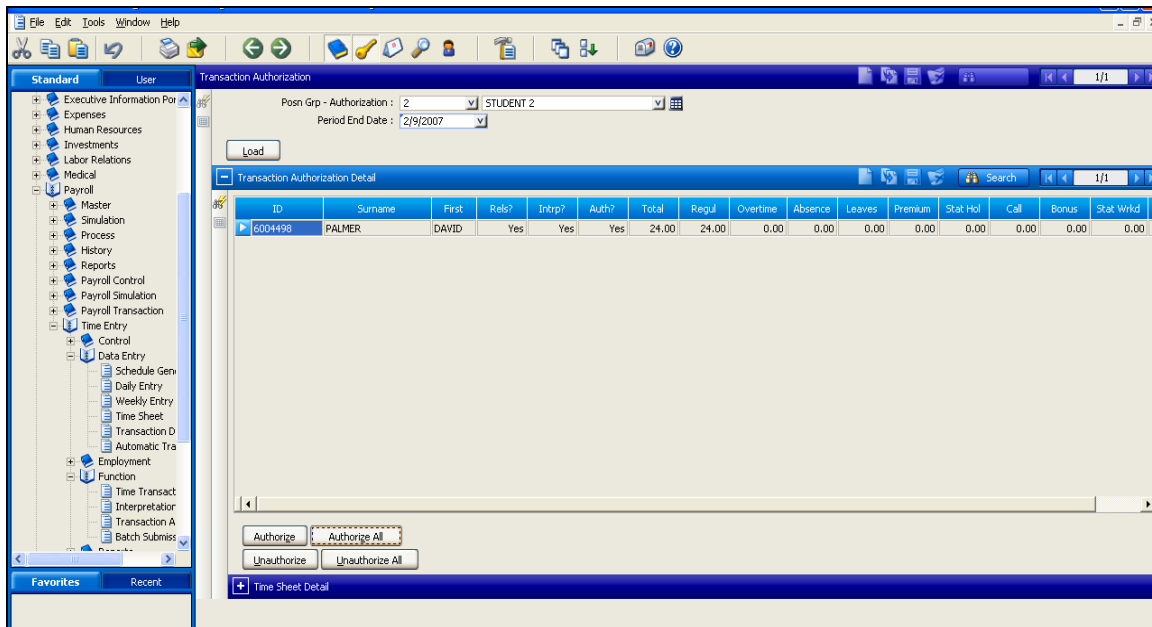 File Edit Tools Window Help
Standard User
Executive Information Por
Expenses
Human Resources
Investments
Labor Relations
Medical
Payroll
Master
Simulation
Process
History
Reports
Payroll Control
Payroll Simulation
Payroll Transaction
Time Entry
Control
Data Entry
Schedule Gen
Daily Entry
Weekly Entry
Time Sheet
Transaction D
Automatic Tra
Employment
Function
Time Transact
Interpretation
Transaction A
Batch Submiss
Favorites Recent
Transaction Authorization 1/1
Posn Grp - Authorization : 2 STUDENT 2
Period End Date : 2/9/2007
Load
Transaction Authorization Detail Search 1/1
ID Surname First Rels? Intrp? Auth? Total Regul Overtime Absence Leaves Premium Stat Hol Call Bonus Stat Wrkd
6004498 PALMER DAVID Yes Yes Yes 24.00 24.00 0.00 0.00 0.00 0.00 0.00 0.00 0.00 0.00
Authorize Authorize All
Unauthorize Unauthorize All
Time Sheet Detail